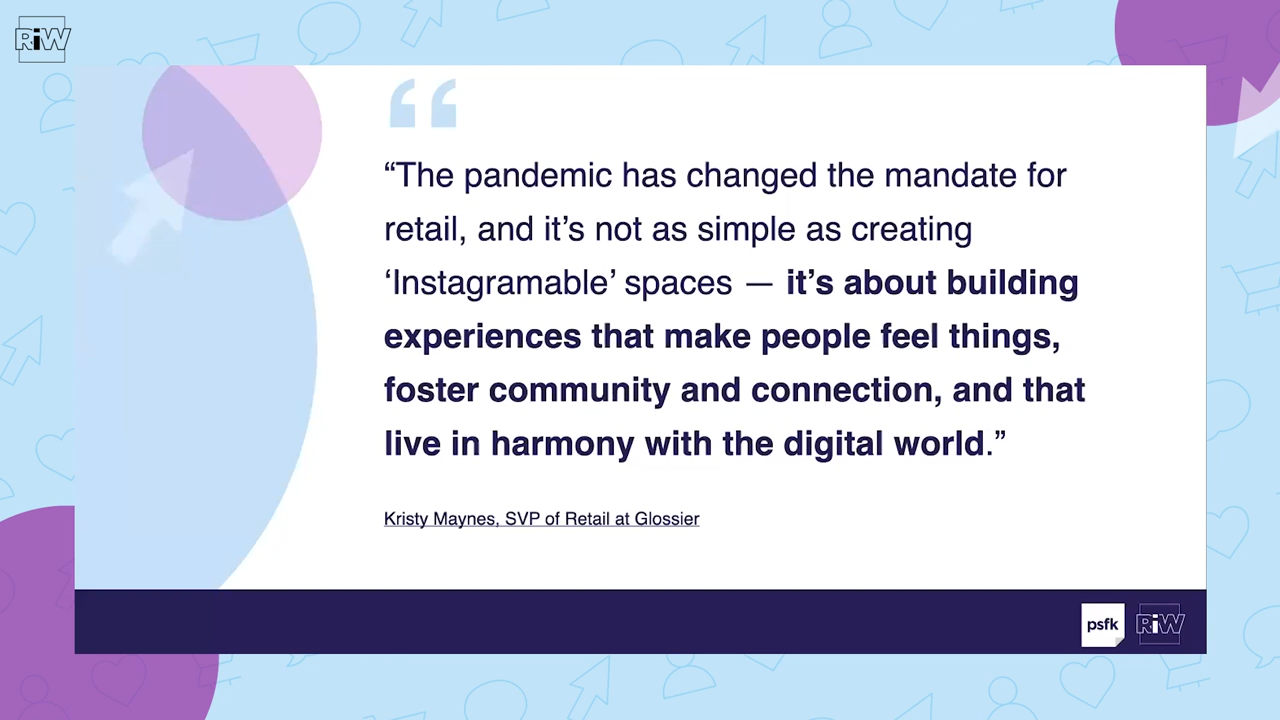 RiW
“The pandemic has changed the mandate for
retail, and it’s not as simple as creating
‘Instagramable’ spaces — it’s about building
experiences that make people feel things,
foster community and connection, and that
live in harmony with the digital world.”
Kristy Maynes, SVP of Retail at Glossier
psfk RiW